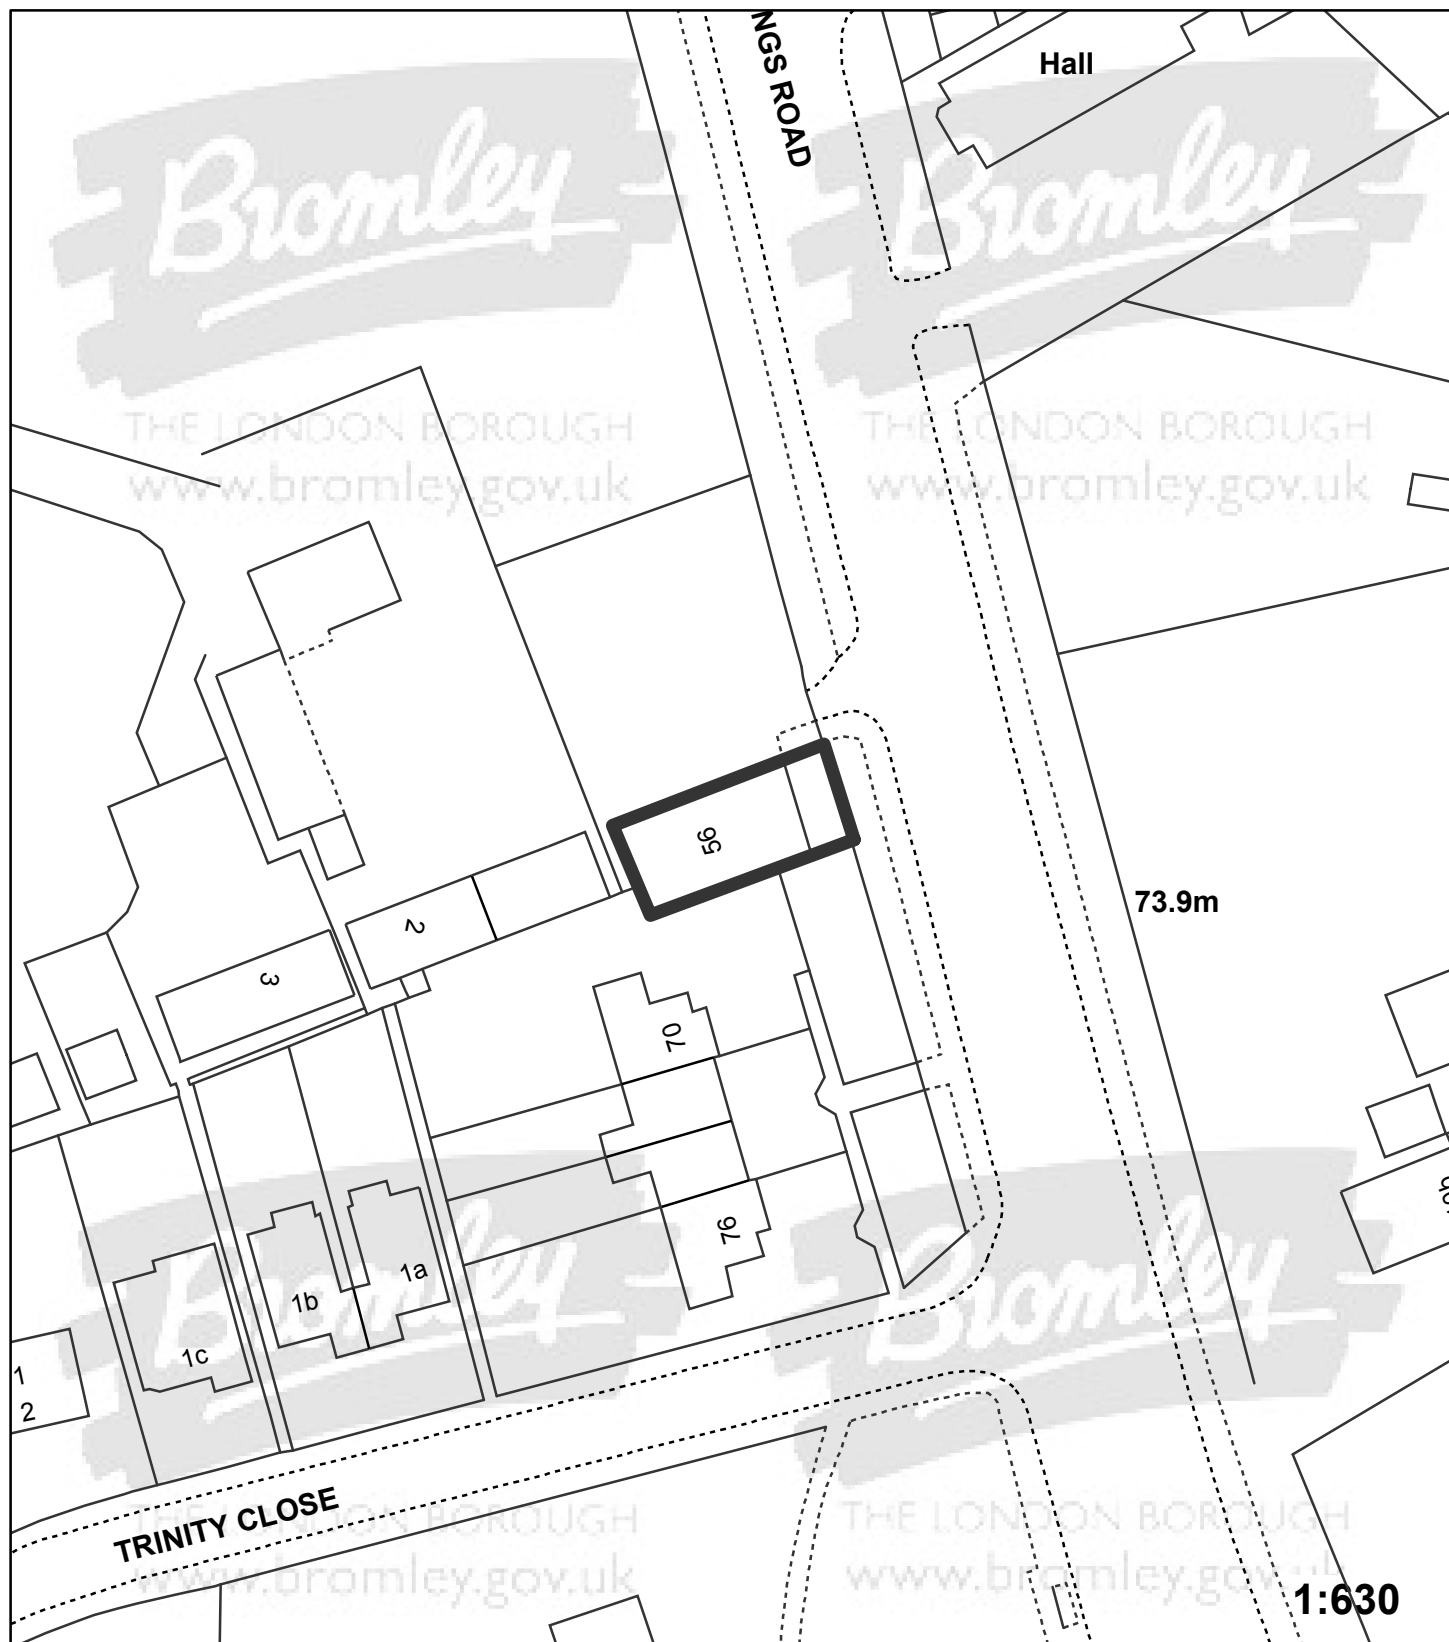 NGS ROAD
Hall
Bromley
THE LONDON BOROUGH
www.bromley.gov.uk
Bromley
THE LONDON BOROUGH
www.bromley.gov.uk
56
73.9m
2
3
70
76
1a
1b
1c
1
2
TRINITY CLOSE
Bromley
THE LONDON BOROUGH
www.bromley.gov.uk
Bromley
THE LONDON BOROUGH
www.bromley.gov.uk
1:630